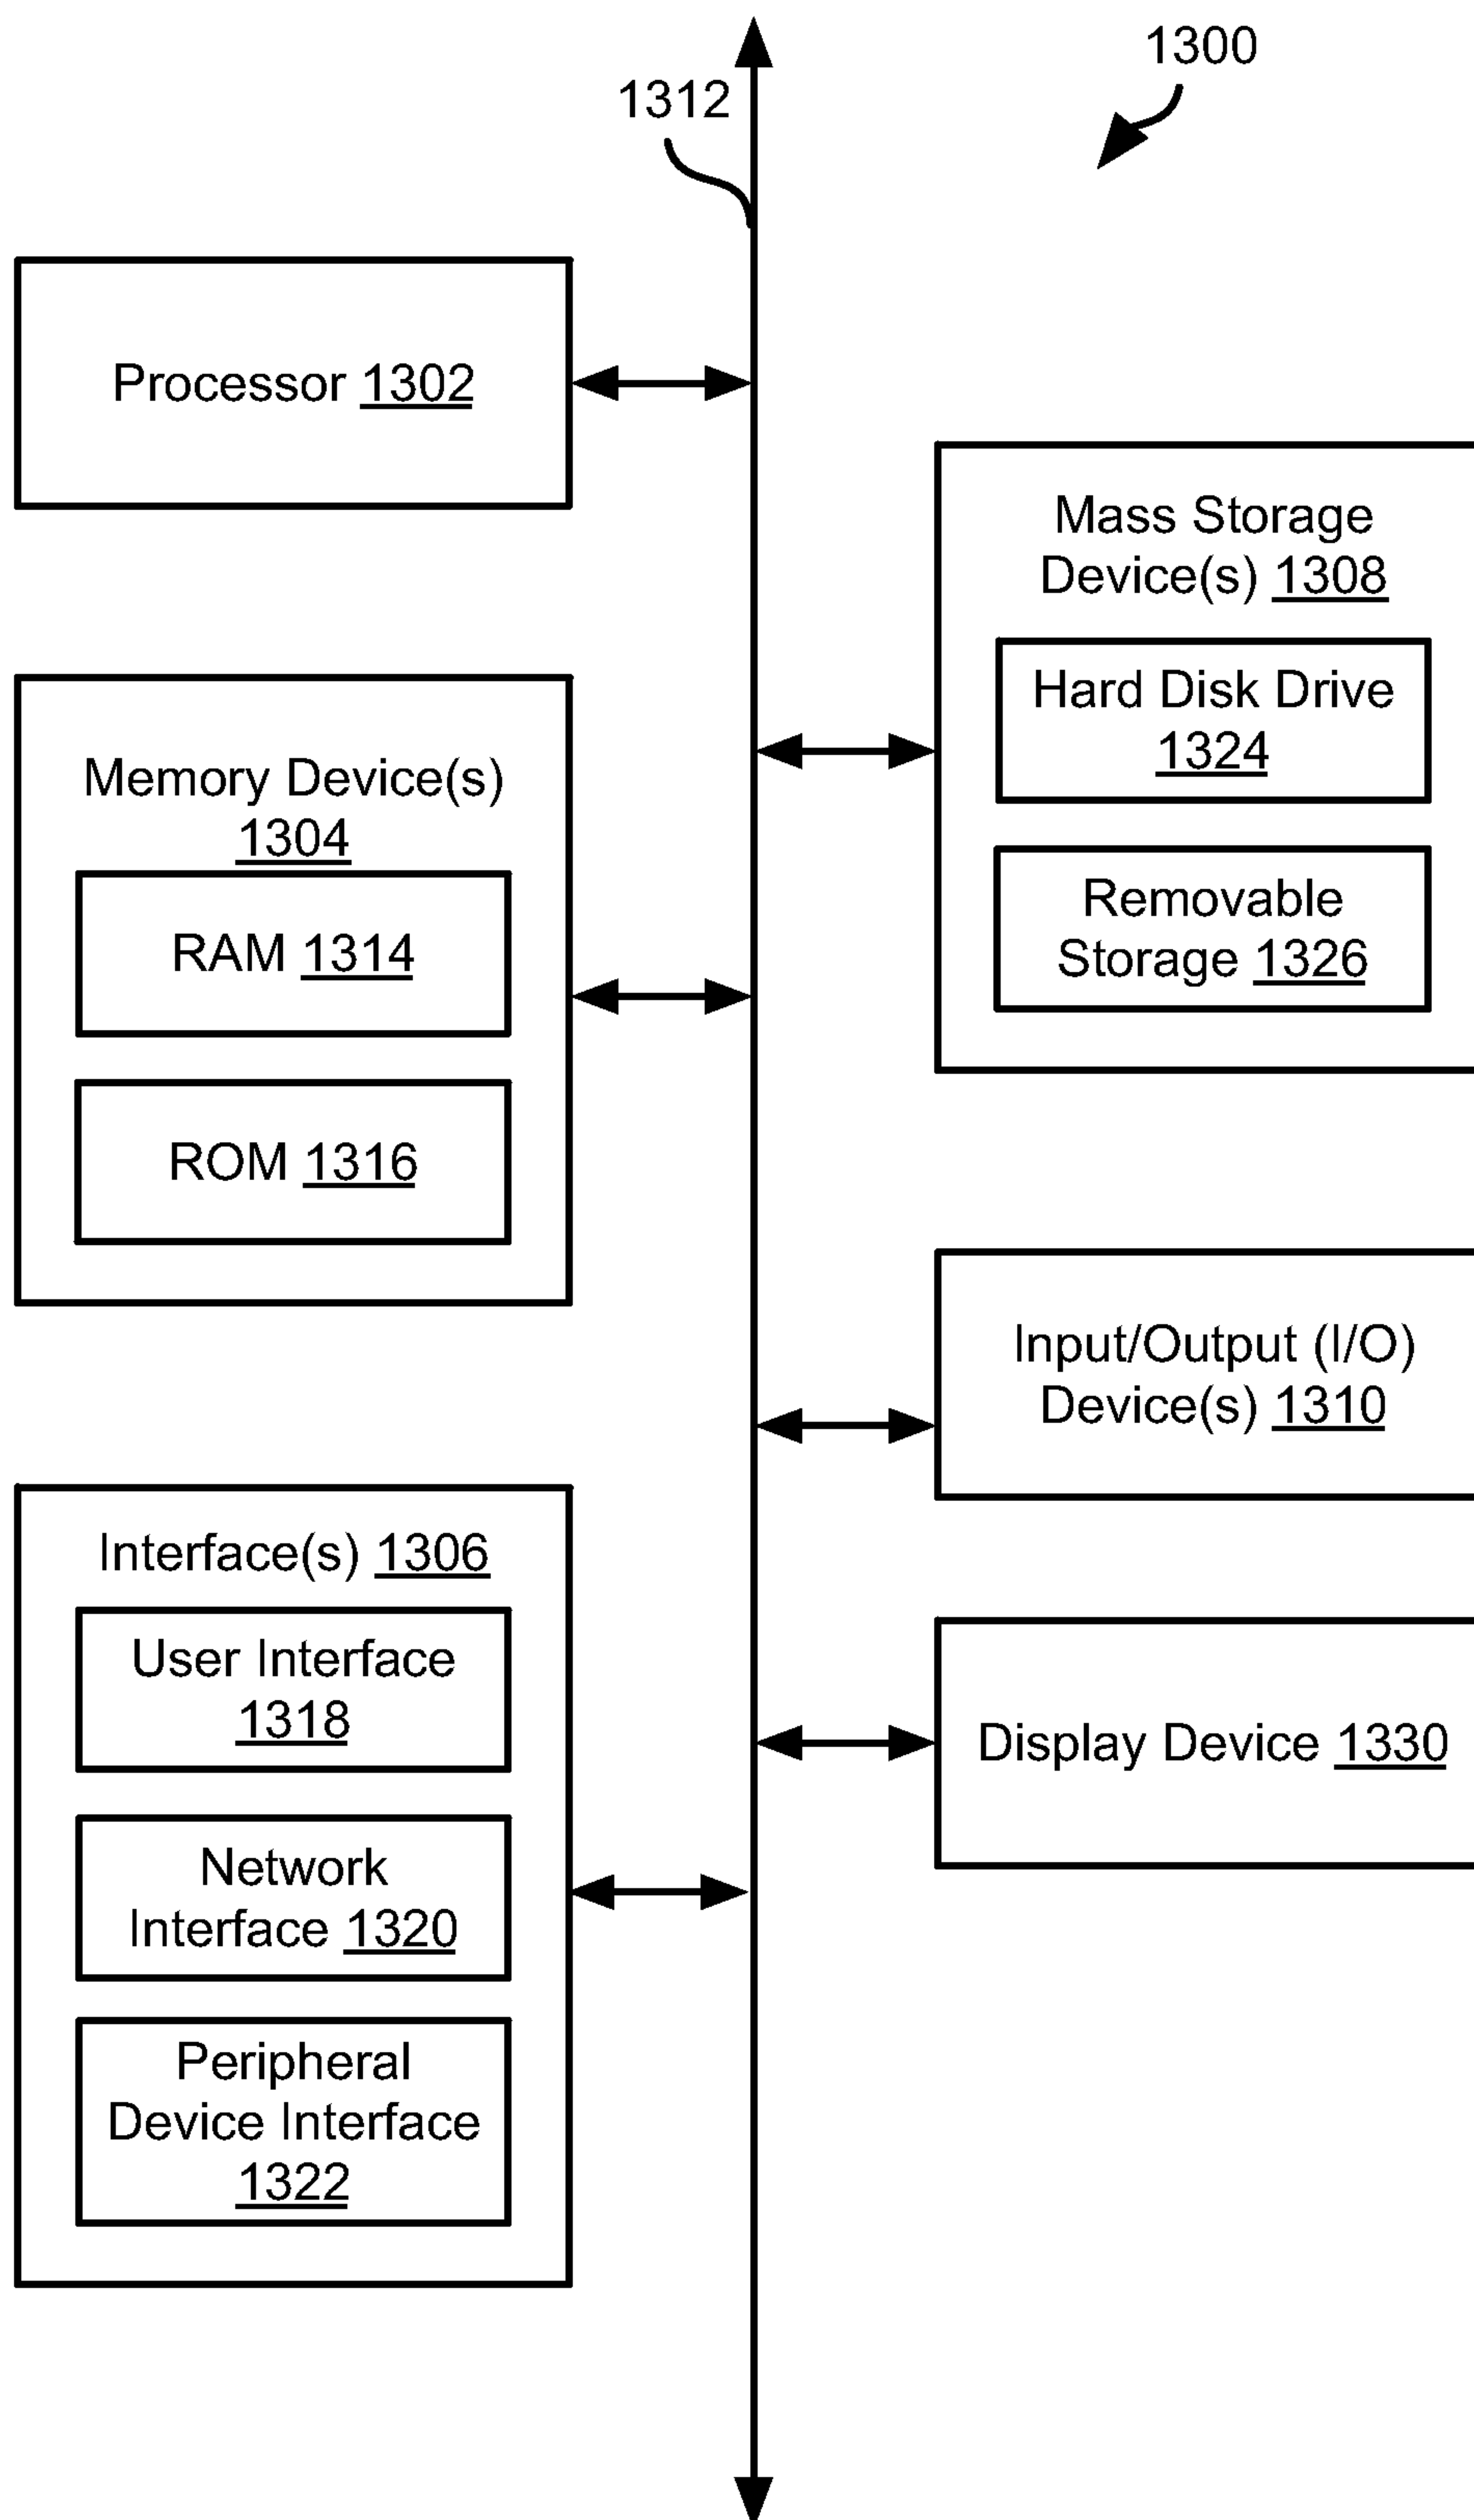 1300
1312
Processor 1302
Memory Device(s)
1304
RAM 1314
ROM 1316
Interface(s) 1306
User Interface
1318
Network
Interface 1320
Peripheral
Device Interface
1322
Mass Storage
Device(s) 1308
Hard Disk Drive
1324
Removable
Storage 1326
Input/Output (I/O)
Device(s) 1310
Display Device 1330